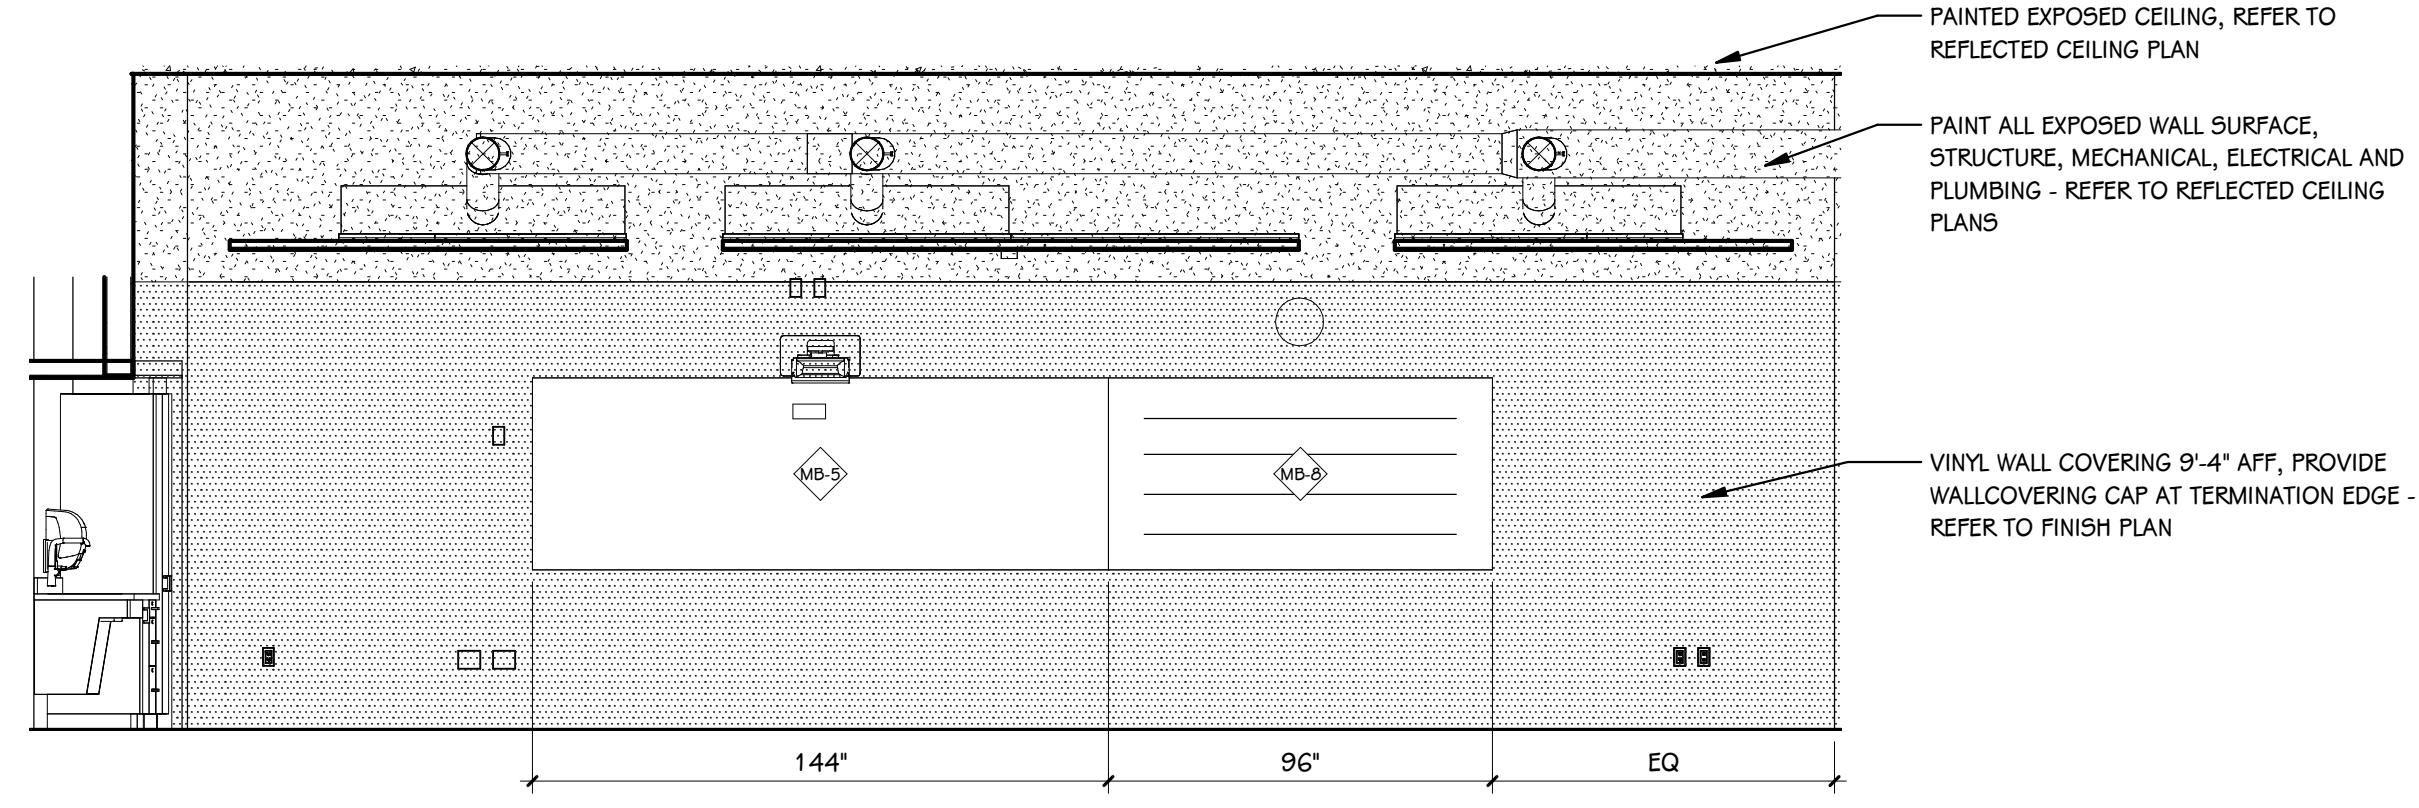 PAINTED EXPOSED CEILING, REFER TO
REFLECTED CEILING PLAN
PAINT ALL EXPOSED WALL SURFACE,
STRUCTURE, MECHANICAL, ELECTRICAL AND
PLUMBING - REFER TO REFLECTED CEILING
PLANS
VINYL WALL COVERING 9'-4" AFF, PROVIDE
WALLCOVERING CAP AT TERMINATION EDGE -
REFER TO FINISH PLAN
MB-5
MB-8
144"
96"
EQ